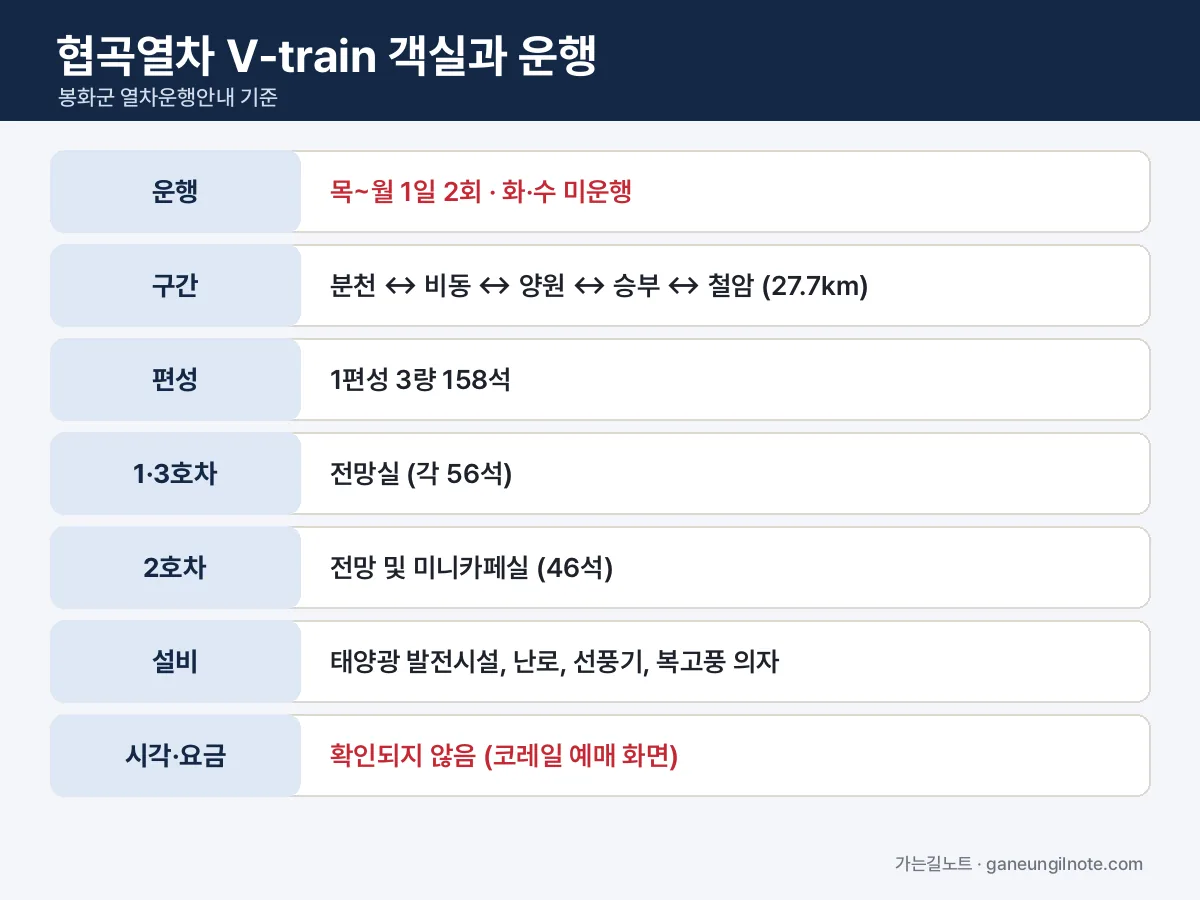 협곡열차 V-train 객실과 운행
봉화군 열차운행안내 기준
운행
목~월 1일 2회 · 화·수 미운행
구간
분천 ↔ 비동 ↔ 양원 ↔ 승부 ↔ 철암 (27.7km)
편성
1편성 3량 158석
1·3호차
전망실 (각 56석)
2호차
전망 및 미니카페실 (46석)
설비
태양광 발전시설, 난로, 선풍기, 복고풍 의자
시각·요금
확인되지 않음 (코레일 예매 화면)
가는길노트 · ganeungilnote.com